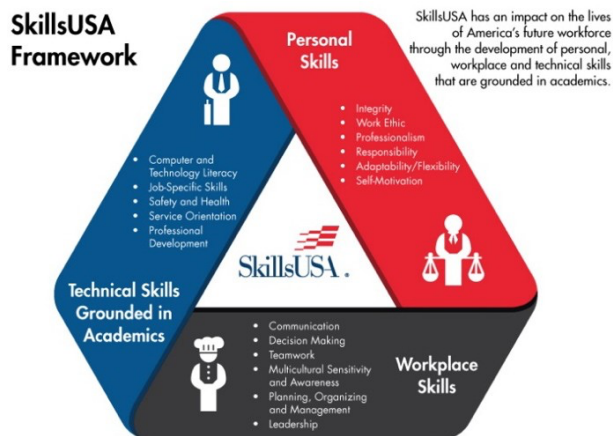 SkillsUSA
Framework
SkillsUSA has an impact on the lives
of America's future workforce
through the development of personal,
workplace and technical skills
that are grounded in academics.
Personal
Skills
• Integrity
• Work Ethic
• Professionalism
• Responsibility
• Adaptability/Flexibility
• Self-Motivation
• Computer and
Technology Literacy
• Job-Specific Skills
• Safety and Health
• Service Orientation
• Professional
Development
SkillsUSA®
Technical Skills
Grounded in
Academics
• Communication
• Decision Making
• Teamwork
• Multicultural Sensitivity
and Awareness
• Planning, Organizing
and Management
• Leadership
Workplace
Skills